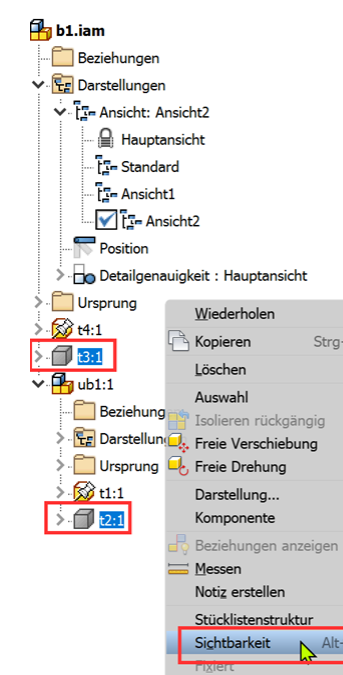 b1.iam
Beziehungen
Darstellungen
Ansicht: Ansicht2
Hauptansicht
Standard
Ansicht1
Ansicht2
Position
Detailgenauigkeit : Hauptansicht
Ursprung
t4:1
t3:1
ub1:1
Beziehung
Darstellun
Ursprung
t1:1
t2:1
Wiederholen
Kopieren Strg-
Löschen
Auswahl
Isolieren rückgängig
Freie Verschiebung
Freie Drehung
Darstellung...
Komponente
Beziehungen anzeigen
Messen
Notiz erstellen
Stücklistenstruktur
Sichtbarkeit Alt-
Fixiert